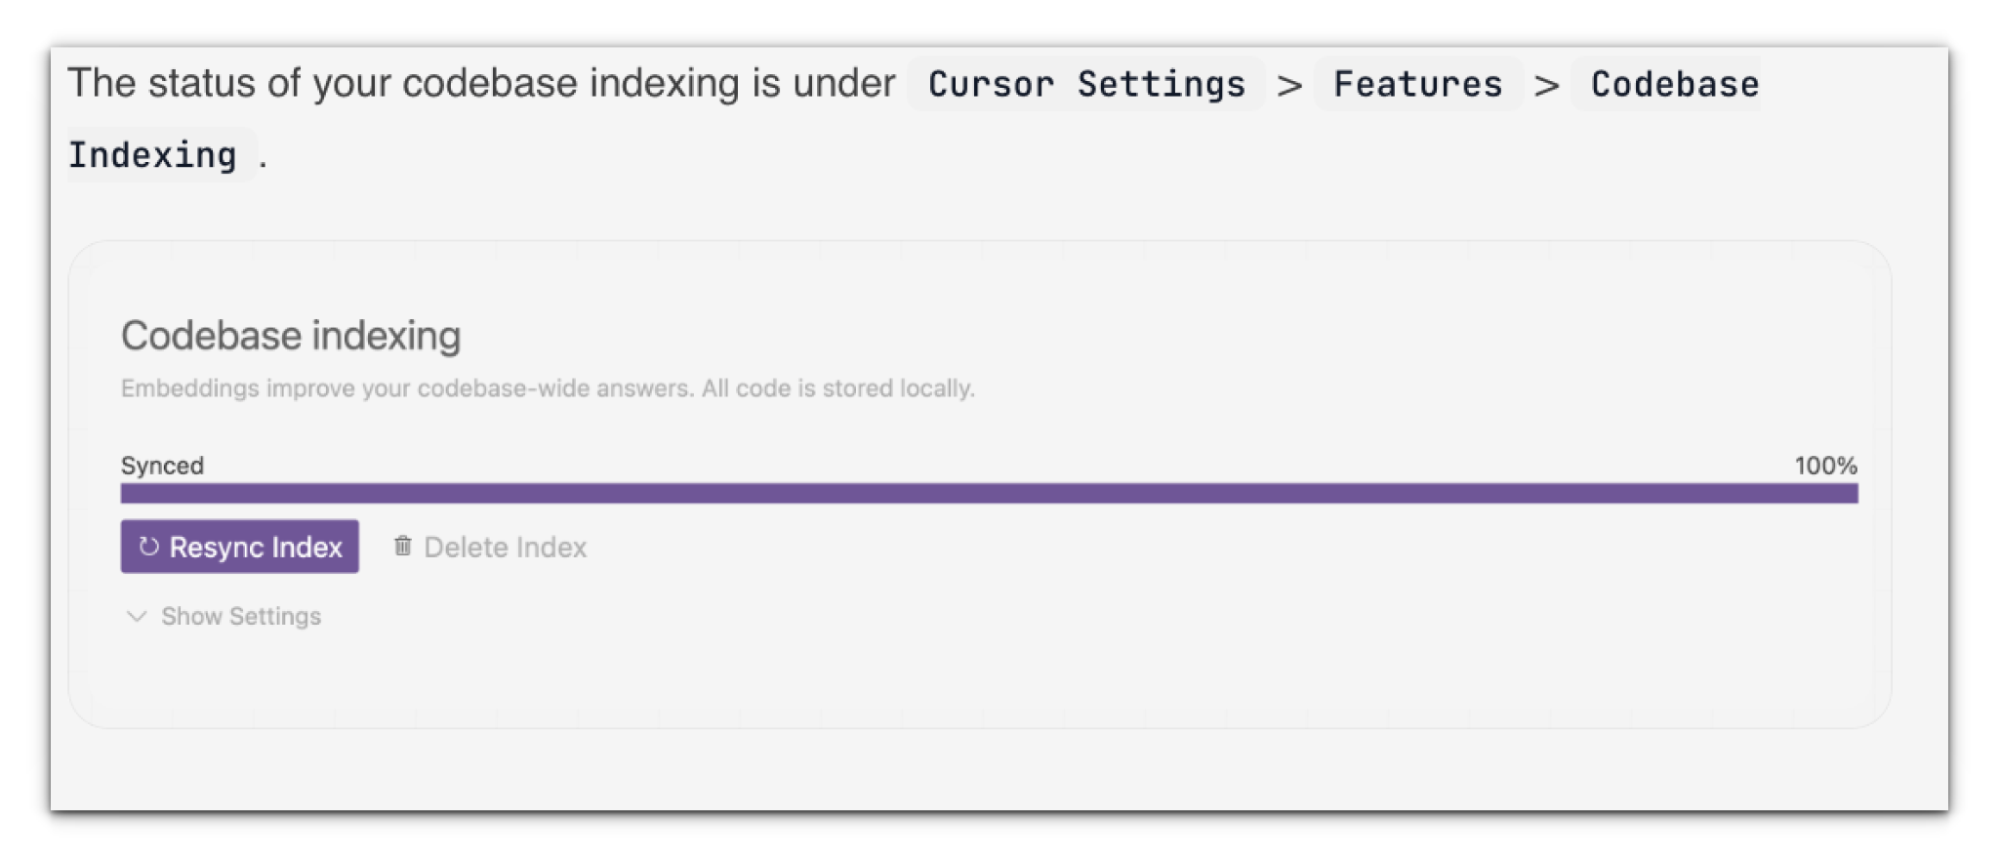 The status of your codebase indexing is under Cursor Settings > Features > Codebase
Indexing .
Codebase indexing
Embeddings improve your codebase-wide answers. All code is stored locally.
Synced 100%
Resync Index Delete Index
Show Settings